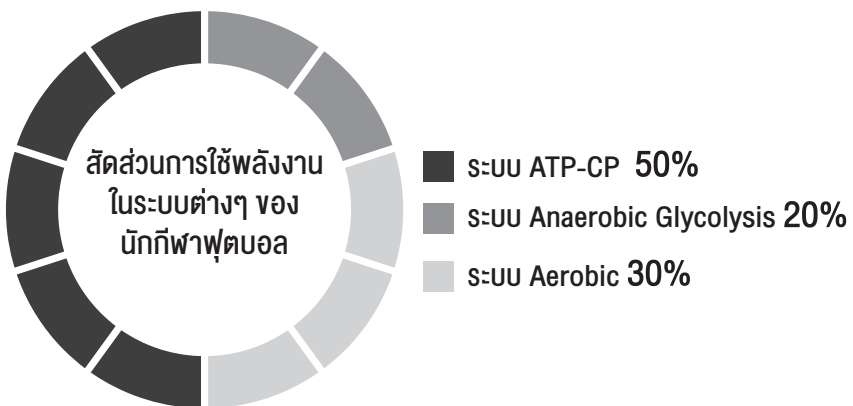 สัดส่วนการใช้พลังงาน
ในระบบต่างๆ ของ
นักกีฬาฟุตบอล
ระบบ ATP-CP 50%
ระบบ Anaerobic Glycolysis 20%
ระบบ Aerobic 30%